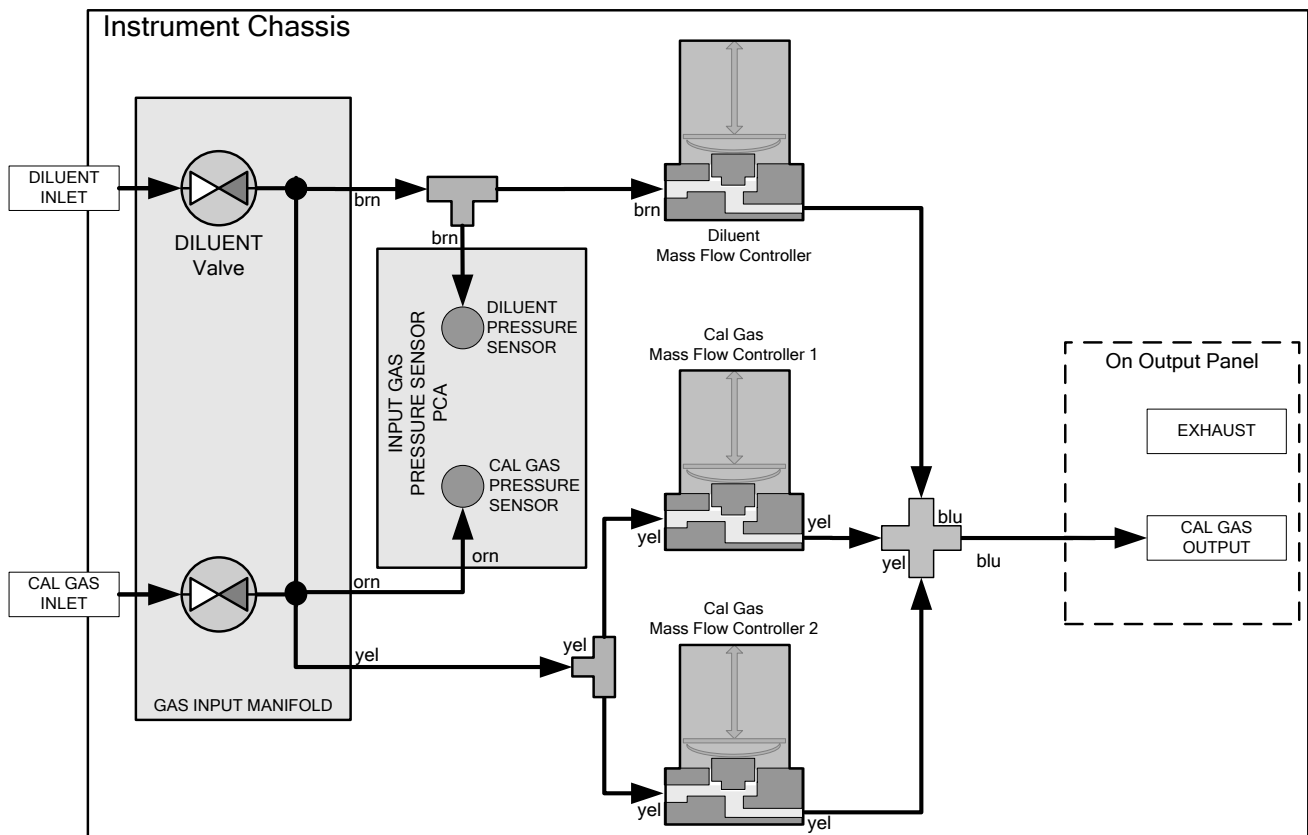 Instrument Chassis
DILUENT
INLET
DILUENT
Valve
brn
brn
brn
Diluent
Mass Flow Controller
INPUT GAS
PRESSURE SENSOR
PCA
DILUENT
PRESSURE
SENSOR
CAL GAS
PRESSURE
SENSOR
orn
orn
CAL GAS
INLET
yel
GAS INPUT MANIFOLD
yel
Cal Gas
Mass Flow Controller 1
yel
yel
Cal Gas
Mass Flow Controller 2
yel
yel
yel
blu
blu
On Output Panel
EXHAUST
CAL GAS
OUTPUT